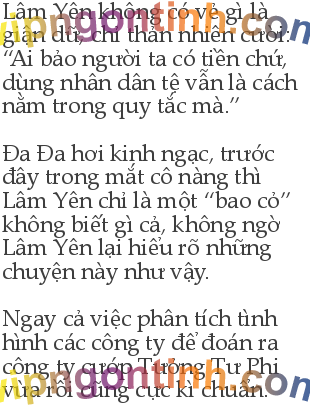 Lâm Yên không có vẻ gì là
giận dữ, chỉ thản nhiên cười:
“Ai bảo người ta có tiền chứ,
dùng nhân dân tệ vẫn là cách
nằm trong quy tắc mà.”
Đa Đa hơi kinh ngạc, trước
đây trong mắt cô nàng thì
Lâm Yên chỉ là một “bao cỏ”
không biết gì cả, không ngờ
Lâm Yên lại hiểu rõ những
chuyện này như vậy.
Ngay cả việc phân tích tình
hình các công ty để đoán ra
công ty cướp Tương Tư Phi
vừa rồi cũng cực kì chuẩn.
vipngontinh.com
vipngontinh.com